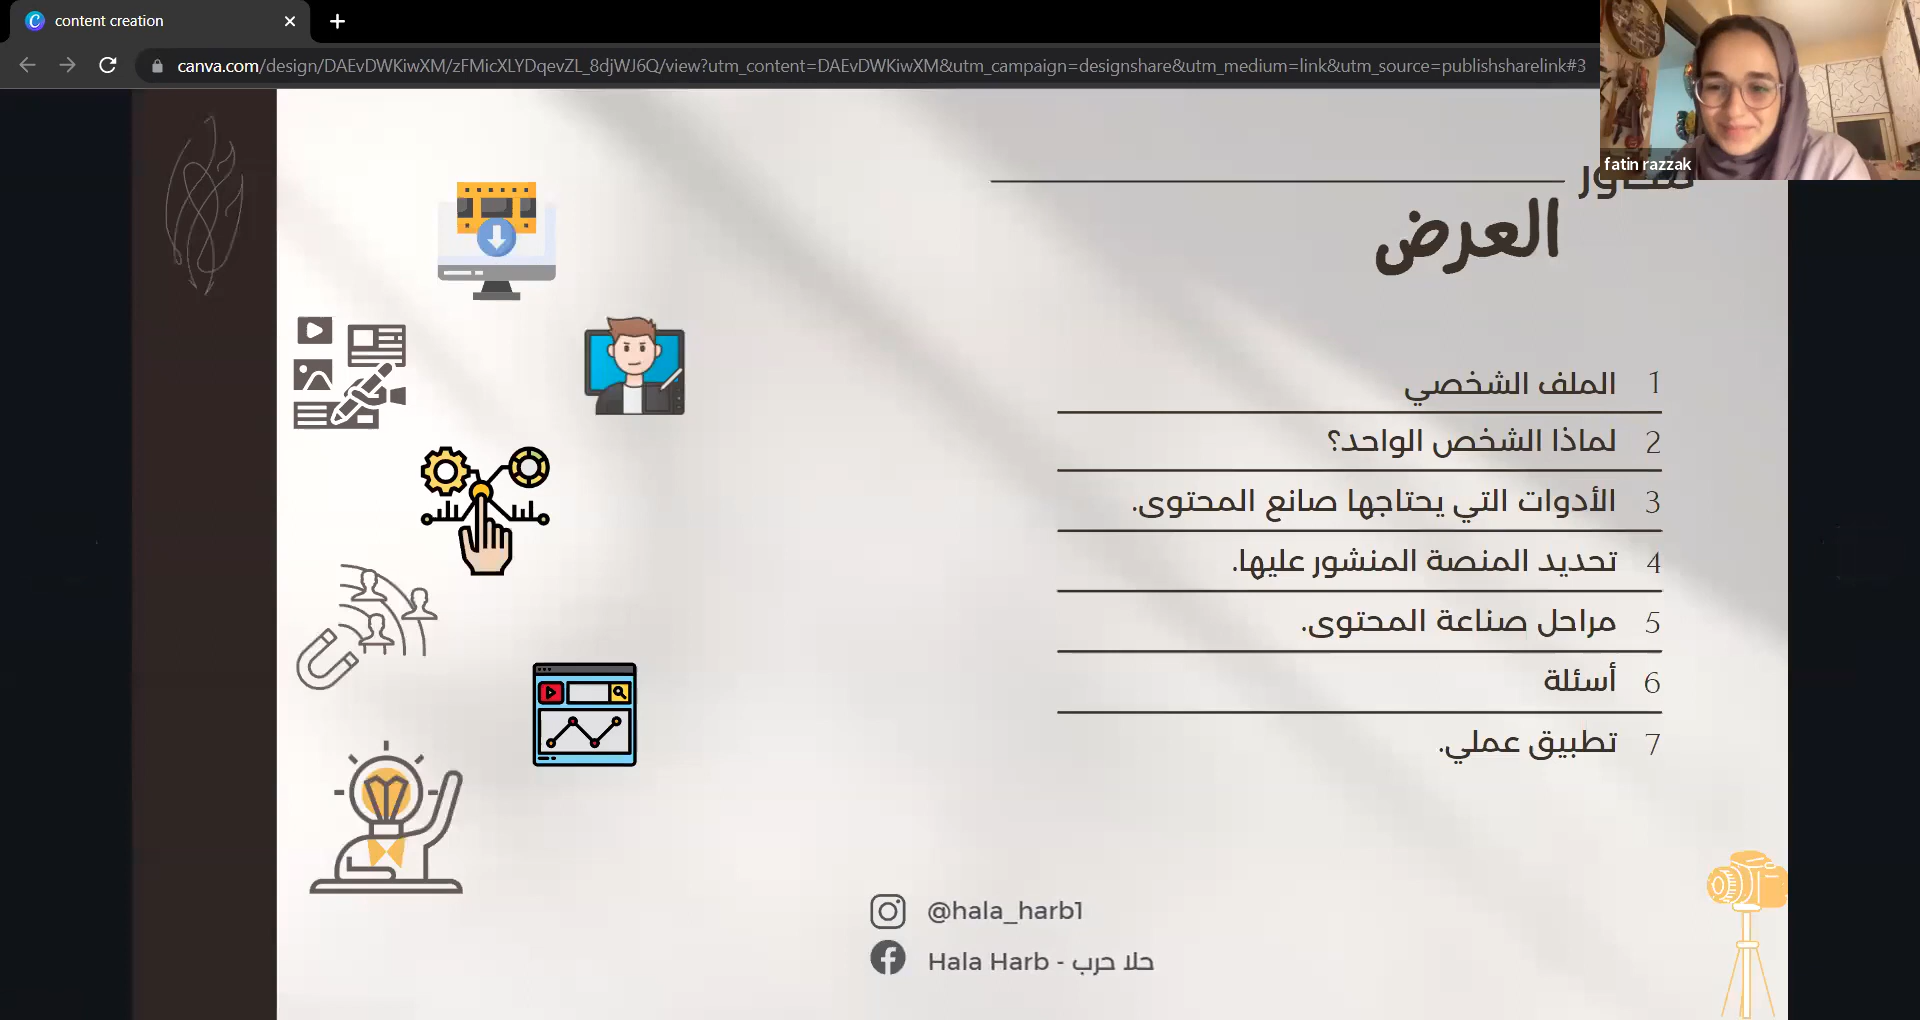 content creation
canva.com/design/DAEvDWKiwXM/zFMicXLYDqevZL_8djWJ6Q/view?utm_content=DAEvDWKiwXM&utm_campaign=designshare&utm_medium=link&utm_source=publishsharelink#3
fatin razzak
العرض
1 الملف الشخصي
2 لماذا الشخص الواحد؟
3 الأدوات التي يحتاجها صانع المحتوى.
4 تحديد المنصة المنشور عليها.
5 مراحل صناعة المحتوى.
6 أسئلة
7 تطبيق عملي.
@hala_harb1
Hala Harb - حلا حرب